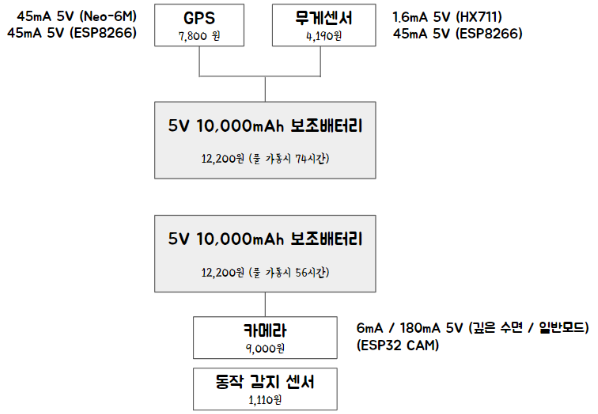 45mA 5V (Neo-6M)
45mA 5V (ESP8266)
GPS
7,800 원
무게센서
4,190원
1.6mA 5V (HX711)
45mA 5V (ESP8266)
5V 10,000mAh 보조배터리
12,200원 (풀 가동시 74시간)
5V 10,000mAh 보조배터리
12,200원 (풀 가동시 56시간)
카메라
9,000원
6mA / 180mA 5V (깊은 수면 / 일반모드)
(ESP32 CAM)
동작 감지 센서
1,110원